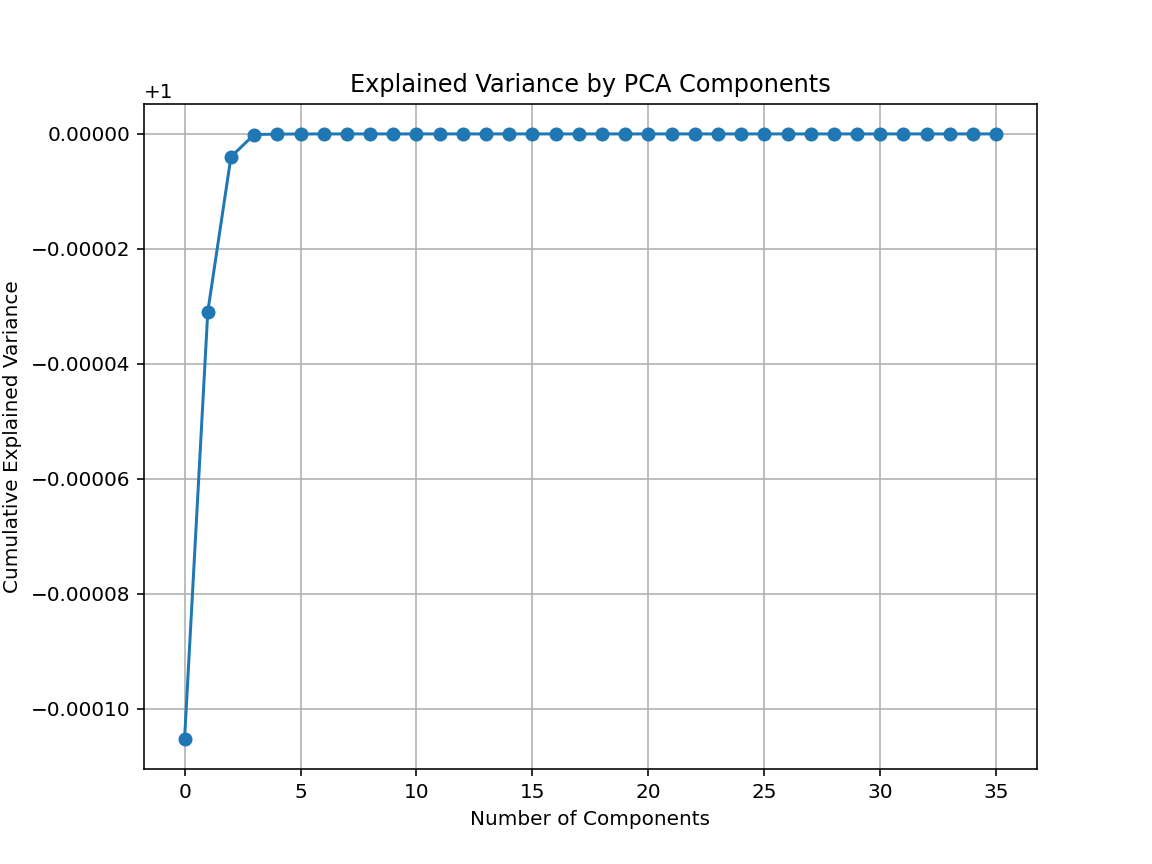 Explained Variance by PCA Components
+1
0.00000
−0.00002
−0.00004
−0.00006
−0.00008
−0.00010
Cumulative Explained Variance
0 5 10 15 20 25 30 35
Number of Components